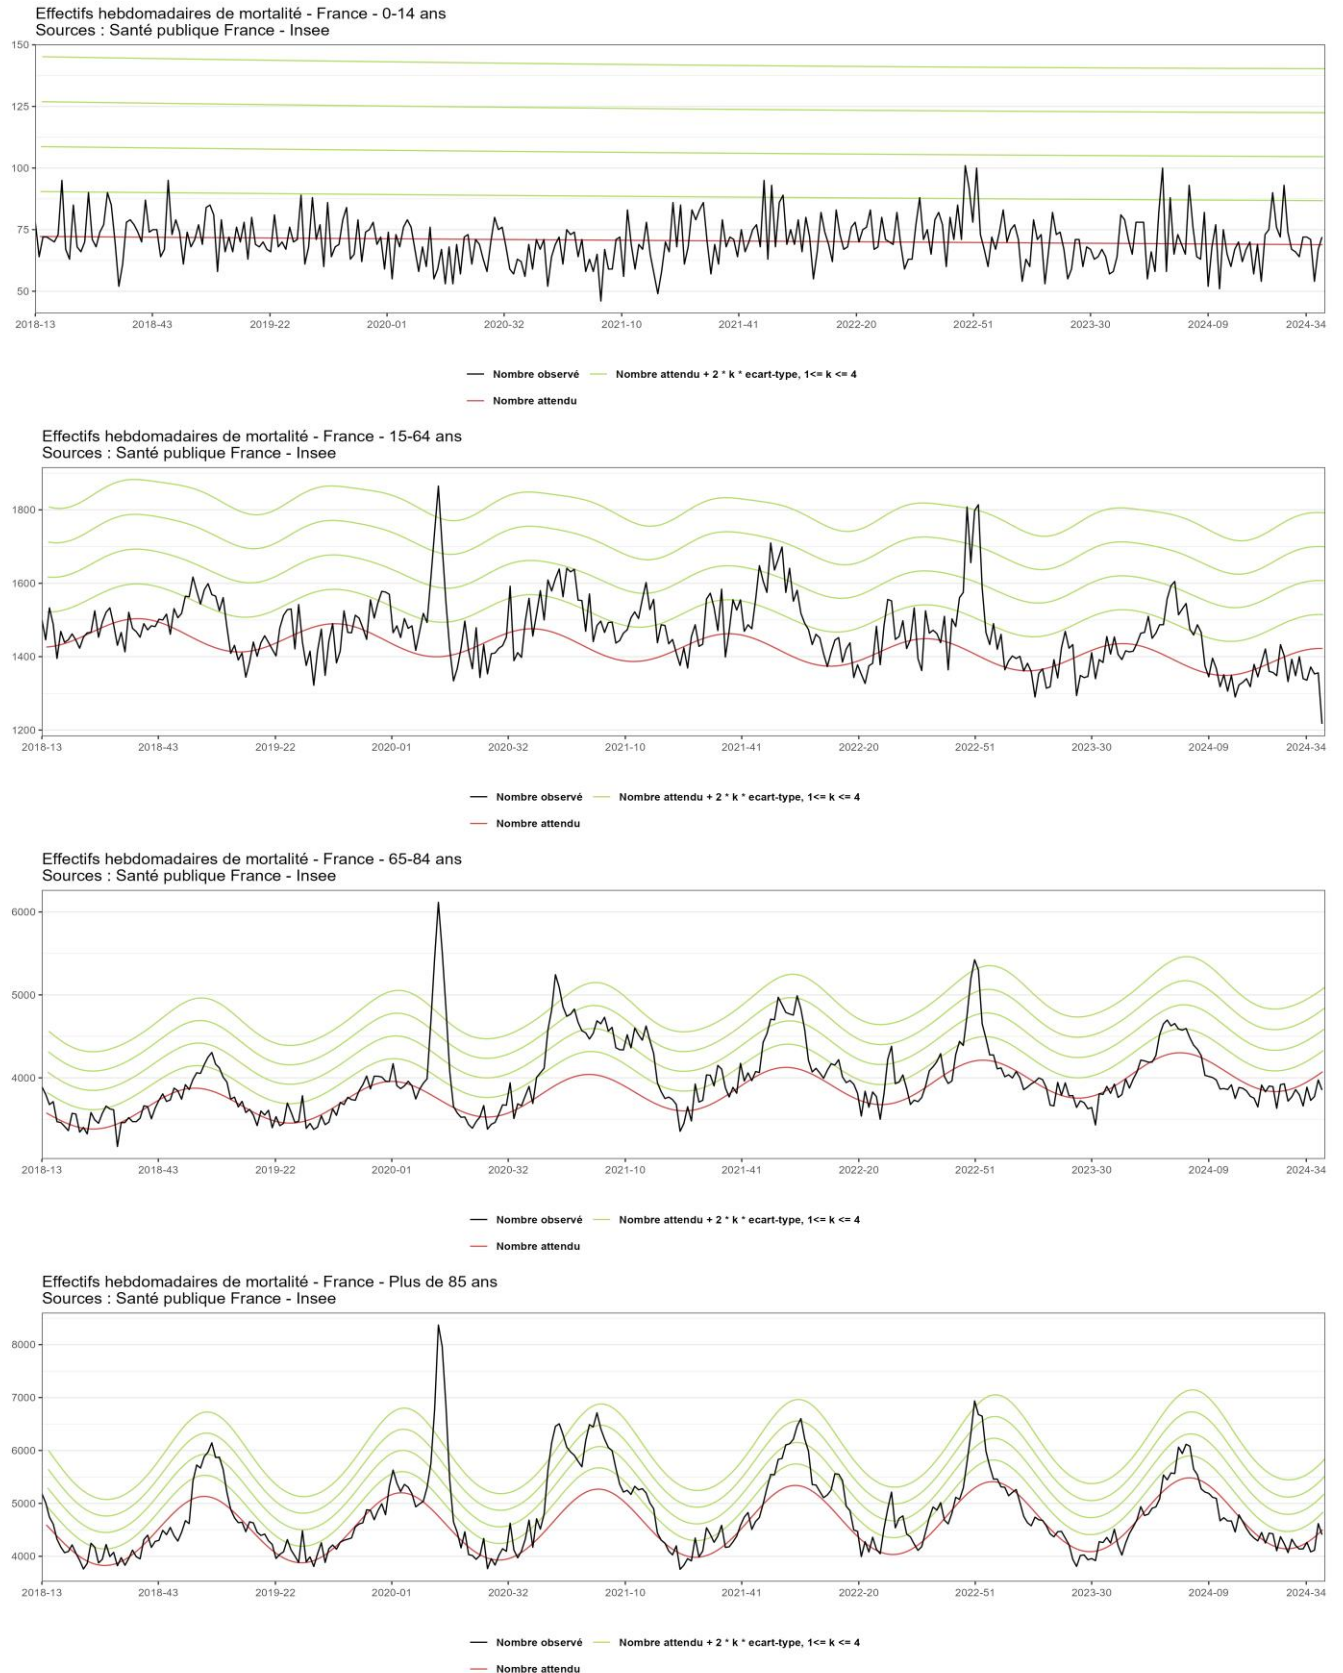 Effectifs hebdomadaires de mortalité - France - 0-14 ans
Sources : Santé publique France - Insee
150
125
100
75
50
2018-13 2018-43 2019-22 2020-01 2020-32 2021-10 2021-41 2022-20 2022-51 2023-30 2024-09 2024-34
Nombre observé Nombre attendu + 2 * k * ecart-type, 1<= k <= 4
Nombre attendu
Effectifs hebdomadaires de mortalité - France - 15-64 ans
Sources : Santé publique France - Insee
1800
1600
1400
1200
2018-13 2018-43 2019-22 2020-01 2020-32 2021-10 2021-41 2022-20 2022-51 2023-30 2024-09 2024-34
Nombre observé Nombre attendu + 2 * k * ecart-type, 1<= k <= 4
Nombre attendu
Effectifs hebdomadaires de mortalité - France - 65-84 ans
Sources : Santé publique France - Insee
6000
5000
4000
2018-13 2018-43 2019-22 2020-01 2020-32 2021-10 2021-41 2022-20 2022-51 2023-30 2024-09 2024-34
Nombre observé Nombre attendu + 2 * k * ecart-type, 1<= k <= 4
Nombre attendu
Effectifs hebdomadaires de mortalité - France - Plus de 85 ans
Sources : Santé publique France - Insee
8000
7000
6000
5000
4000
2018-13 2018-43 2019-22 2020-01 2020-32 2021-10 2021-41 2022-20 2022-51 2023-30 2024-09 2024-34
Nombre observé Nombre attendu + 2 * k * ecart-type, 1<= k <= 4
Nombre attendu